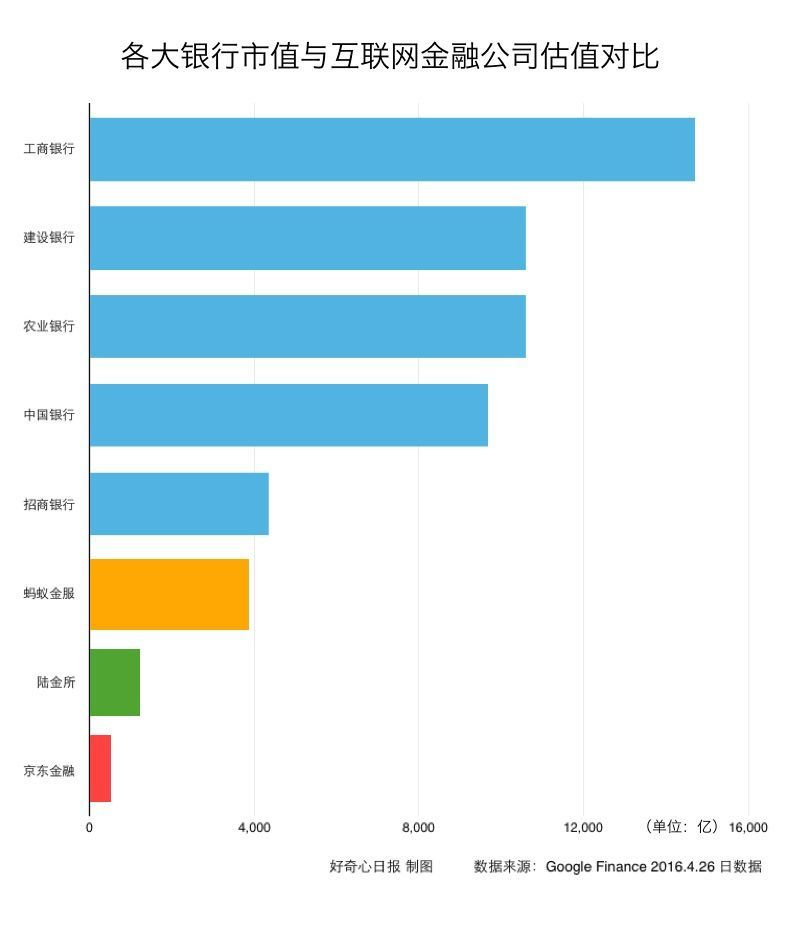 各大银行市值与互联网金融公司估值对比
工商银行
建设银行
农业银行
中国银行
招商银行
蚂蚁金服
陆金所
京东金融
0 4,000 8,000 12,000 （单位：亿） 16,000
好奇心日报 制图 数据来源：Google Finance 2016.4.26 日数据